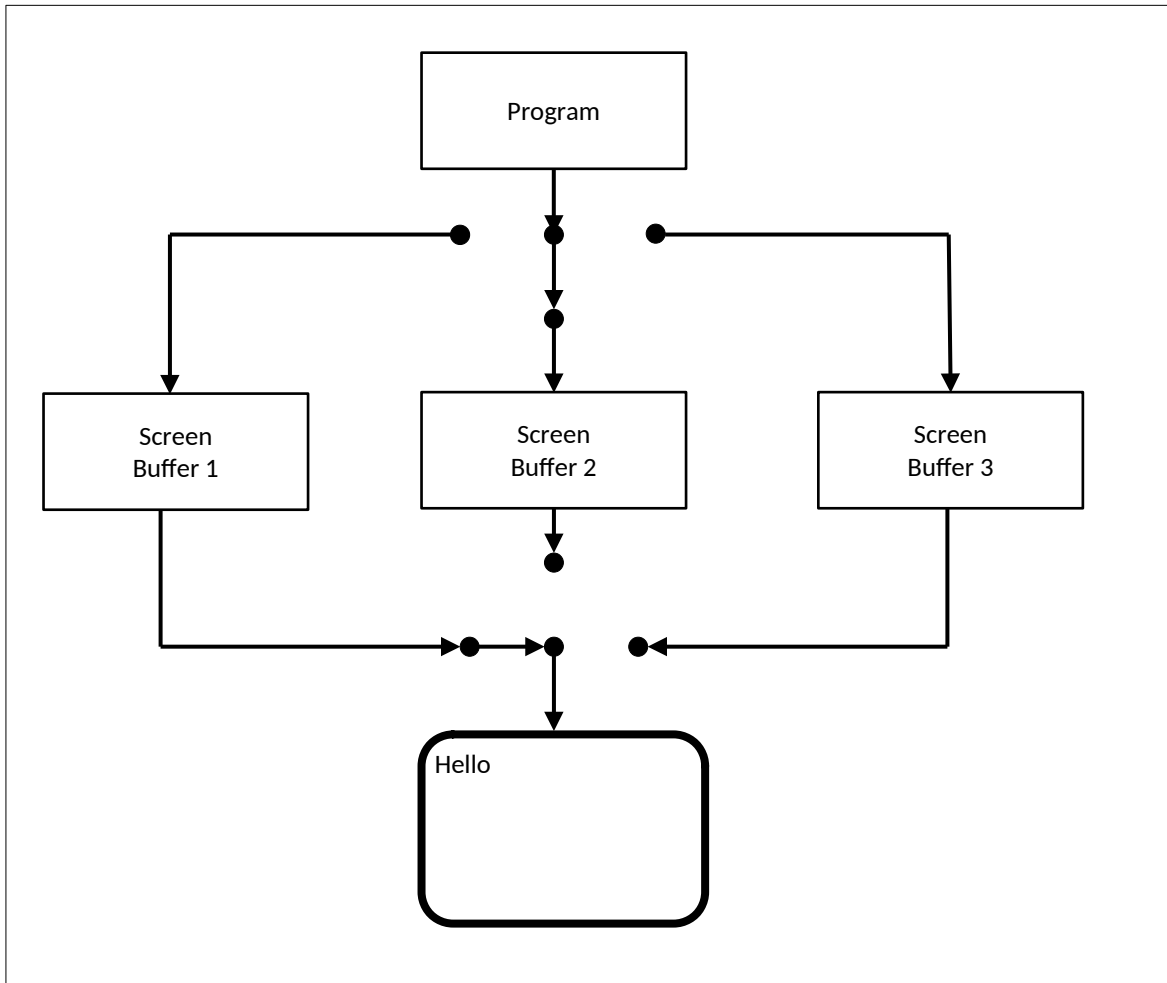 Program
Screen
Buffer 1
Screen
Buffer 2
Screen
Buffer 3
Hello